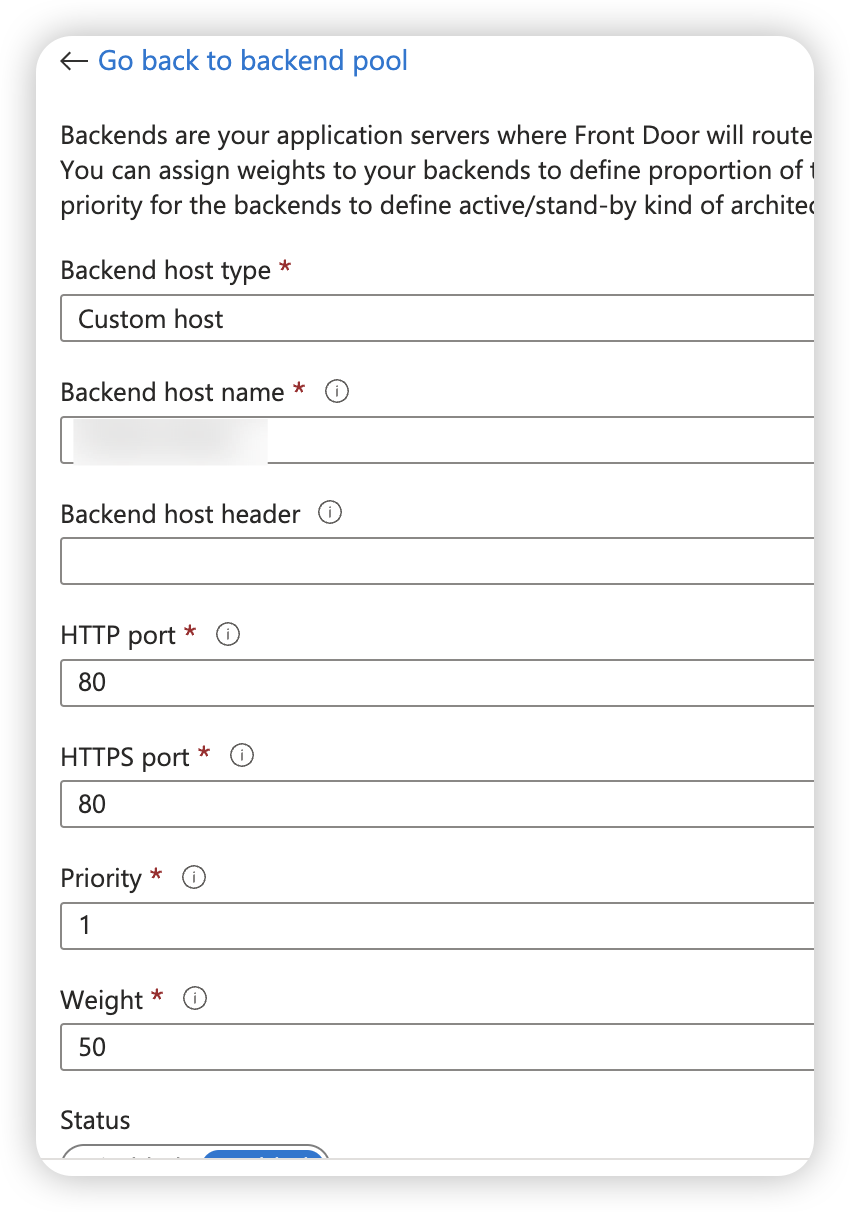 ← Go back to backend pool
Backends are your application servers where Front Door will route
You can assign weights to your backends to define proportion of
priority for the backends to define active/stand-by kind of
Backend host type *
Custom host
Backend host name *
Backend host header
HTTP port *
80
HTTPS port *
80
Priority *
1
Weight *
50
Status